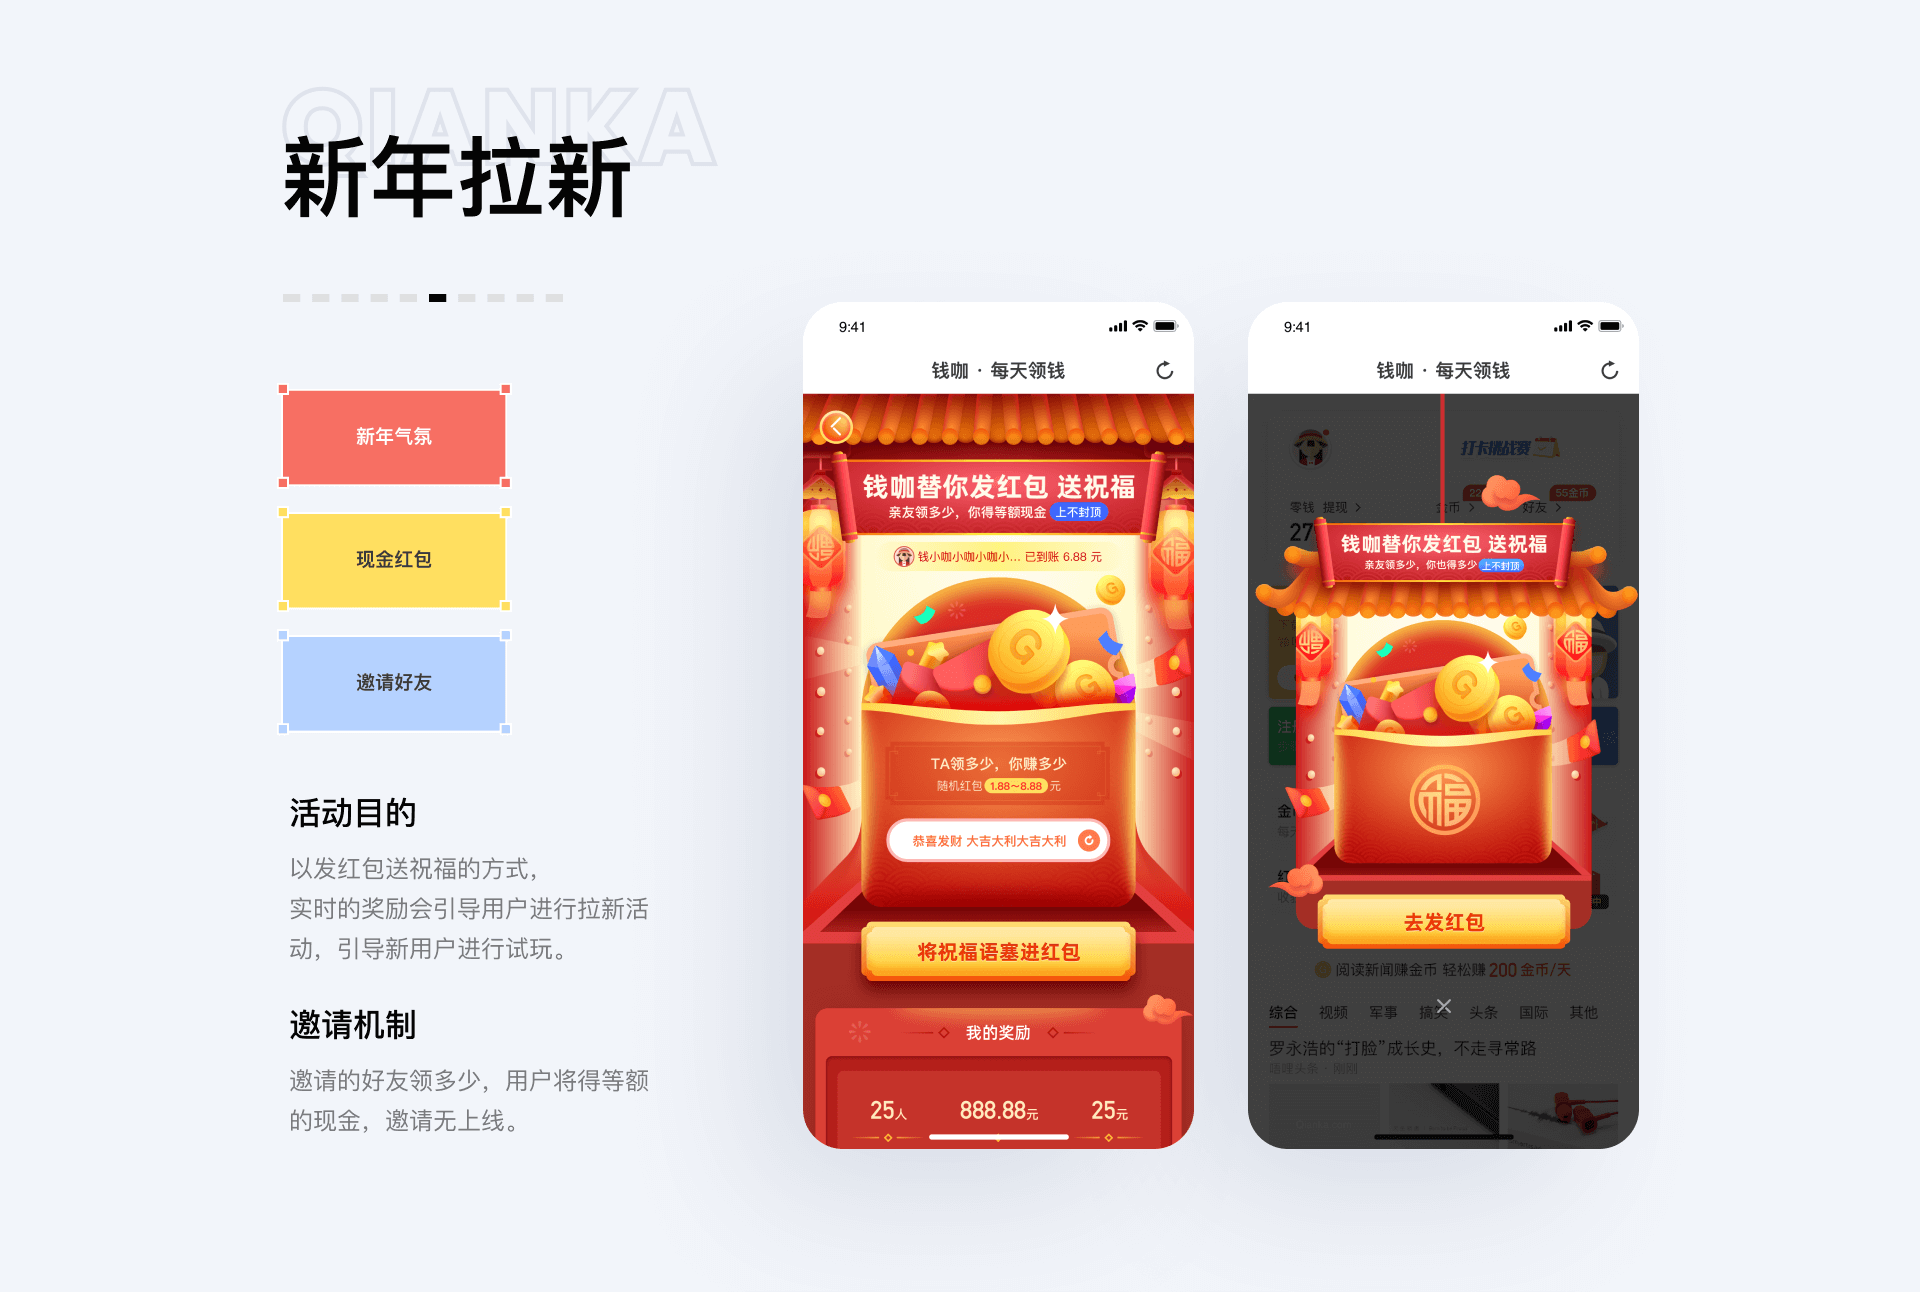 QIANKA
新年拉新
新年气氛
现金红包
邀请好友
活动目的
以发红包送祝福的方式，
实时的奖励会引导用户进行拉新活
动，引导新用户进行试玩。
邀请机制
邀请的好友领多少，用户将得等额
的现金，邀请无上线。
9:41
钱咖 · 每天领钱
钱咖替你发红包 送祝福
亲友领多少，你得等额现金 上不封顶
钱小咖小咖小咖小... 已到账 6.88 元
福
TA领多少，你赚多少
随机红包 1.88～8.88 元
恭喜发财 大吉大利大吉大利
将祝福语塞进红包
我的奖励
25人 888.88元 25元
9:41
钱咖 · 每天领钱
打卡挑战赛
55金币
零钱 提现 金币 好友
27
钱咖替你发红包 送祝福
亲友领多少，你也得多少 上不封顶
福
福
去发红包
阅读新闻赚金币 轻松赚 200 金币/天
综合 视频 军事 搞笑 头条 国际 其他
罗永浩的“打脸”成长史，不走寻常路